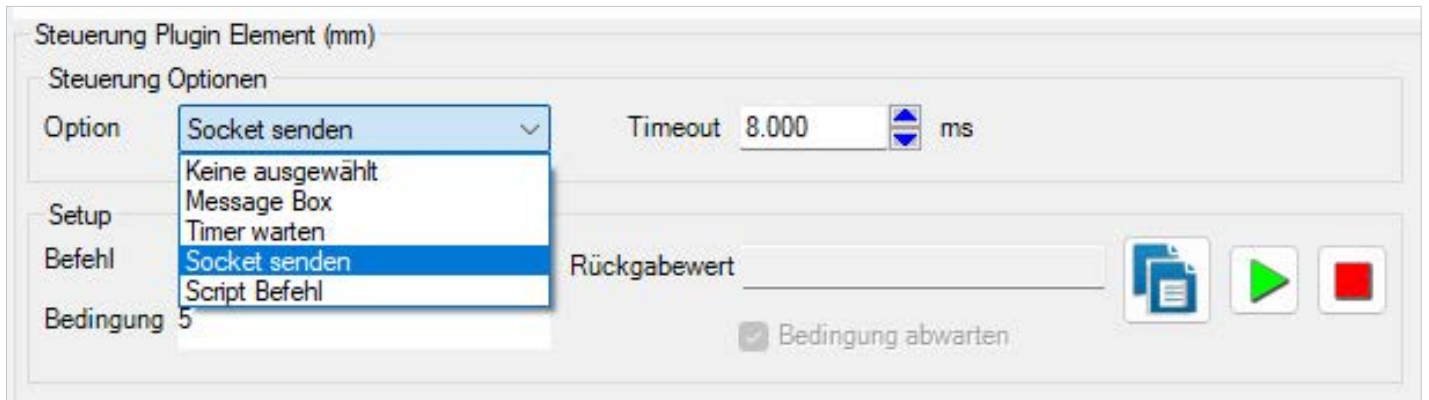 Steuerung Plugin Element (mm)
Steuerung Optionen
Option Socket senden Timeout 8.000 ms
Keine ausgewählt
Message Box
Timer warten
Socket senden
Script Befehl
Setup
Befehl Rückgabewert
Bedingung 5
Bedingung abwarten